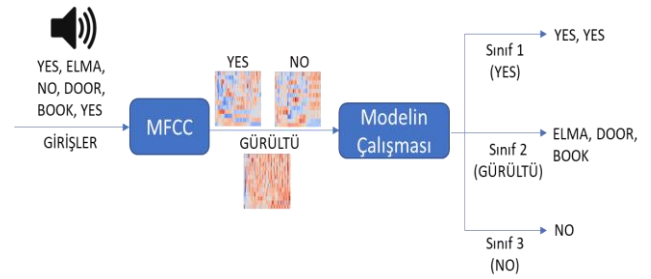 YES, ELMA,
NO, DOOR,
BOOK, YES
GİRİŞLER
MFCC
YES
NO
GÜRÜLTÜ
Modelin
Çalışması
Sınıf 1
(YES)
YES, YES
Sınıf 2
(GÜRÜLTÜ)
ELMA, DOOR,
BOOK
Sınıf 3
(NO)
NO